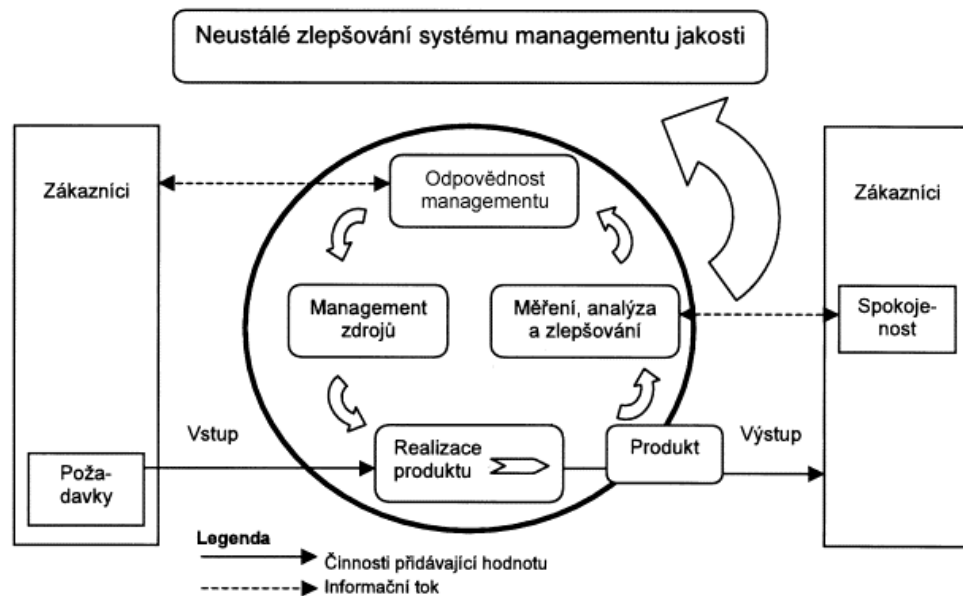 Neustálé zlepšování systému managementu jakosti
Zákazníci
Odpovědnost
managementu
Zákazníci
Management
zdrojů
Měření, analýza
a zlepšování
Spokoje-
nost
Vstup
Realizace
produktu
Produkt
Výstup
Poža-
davky
Legenda
Činnosti přidávající hodnotu
Informační tok